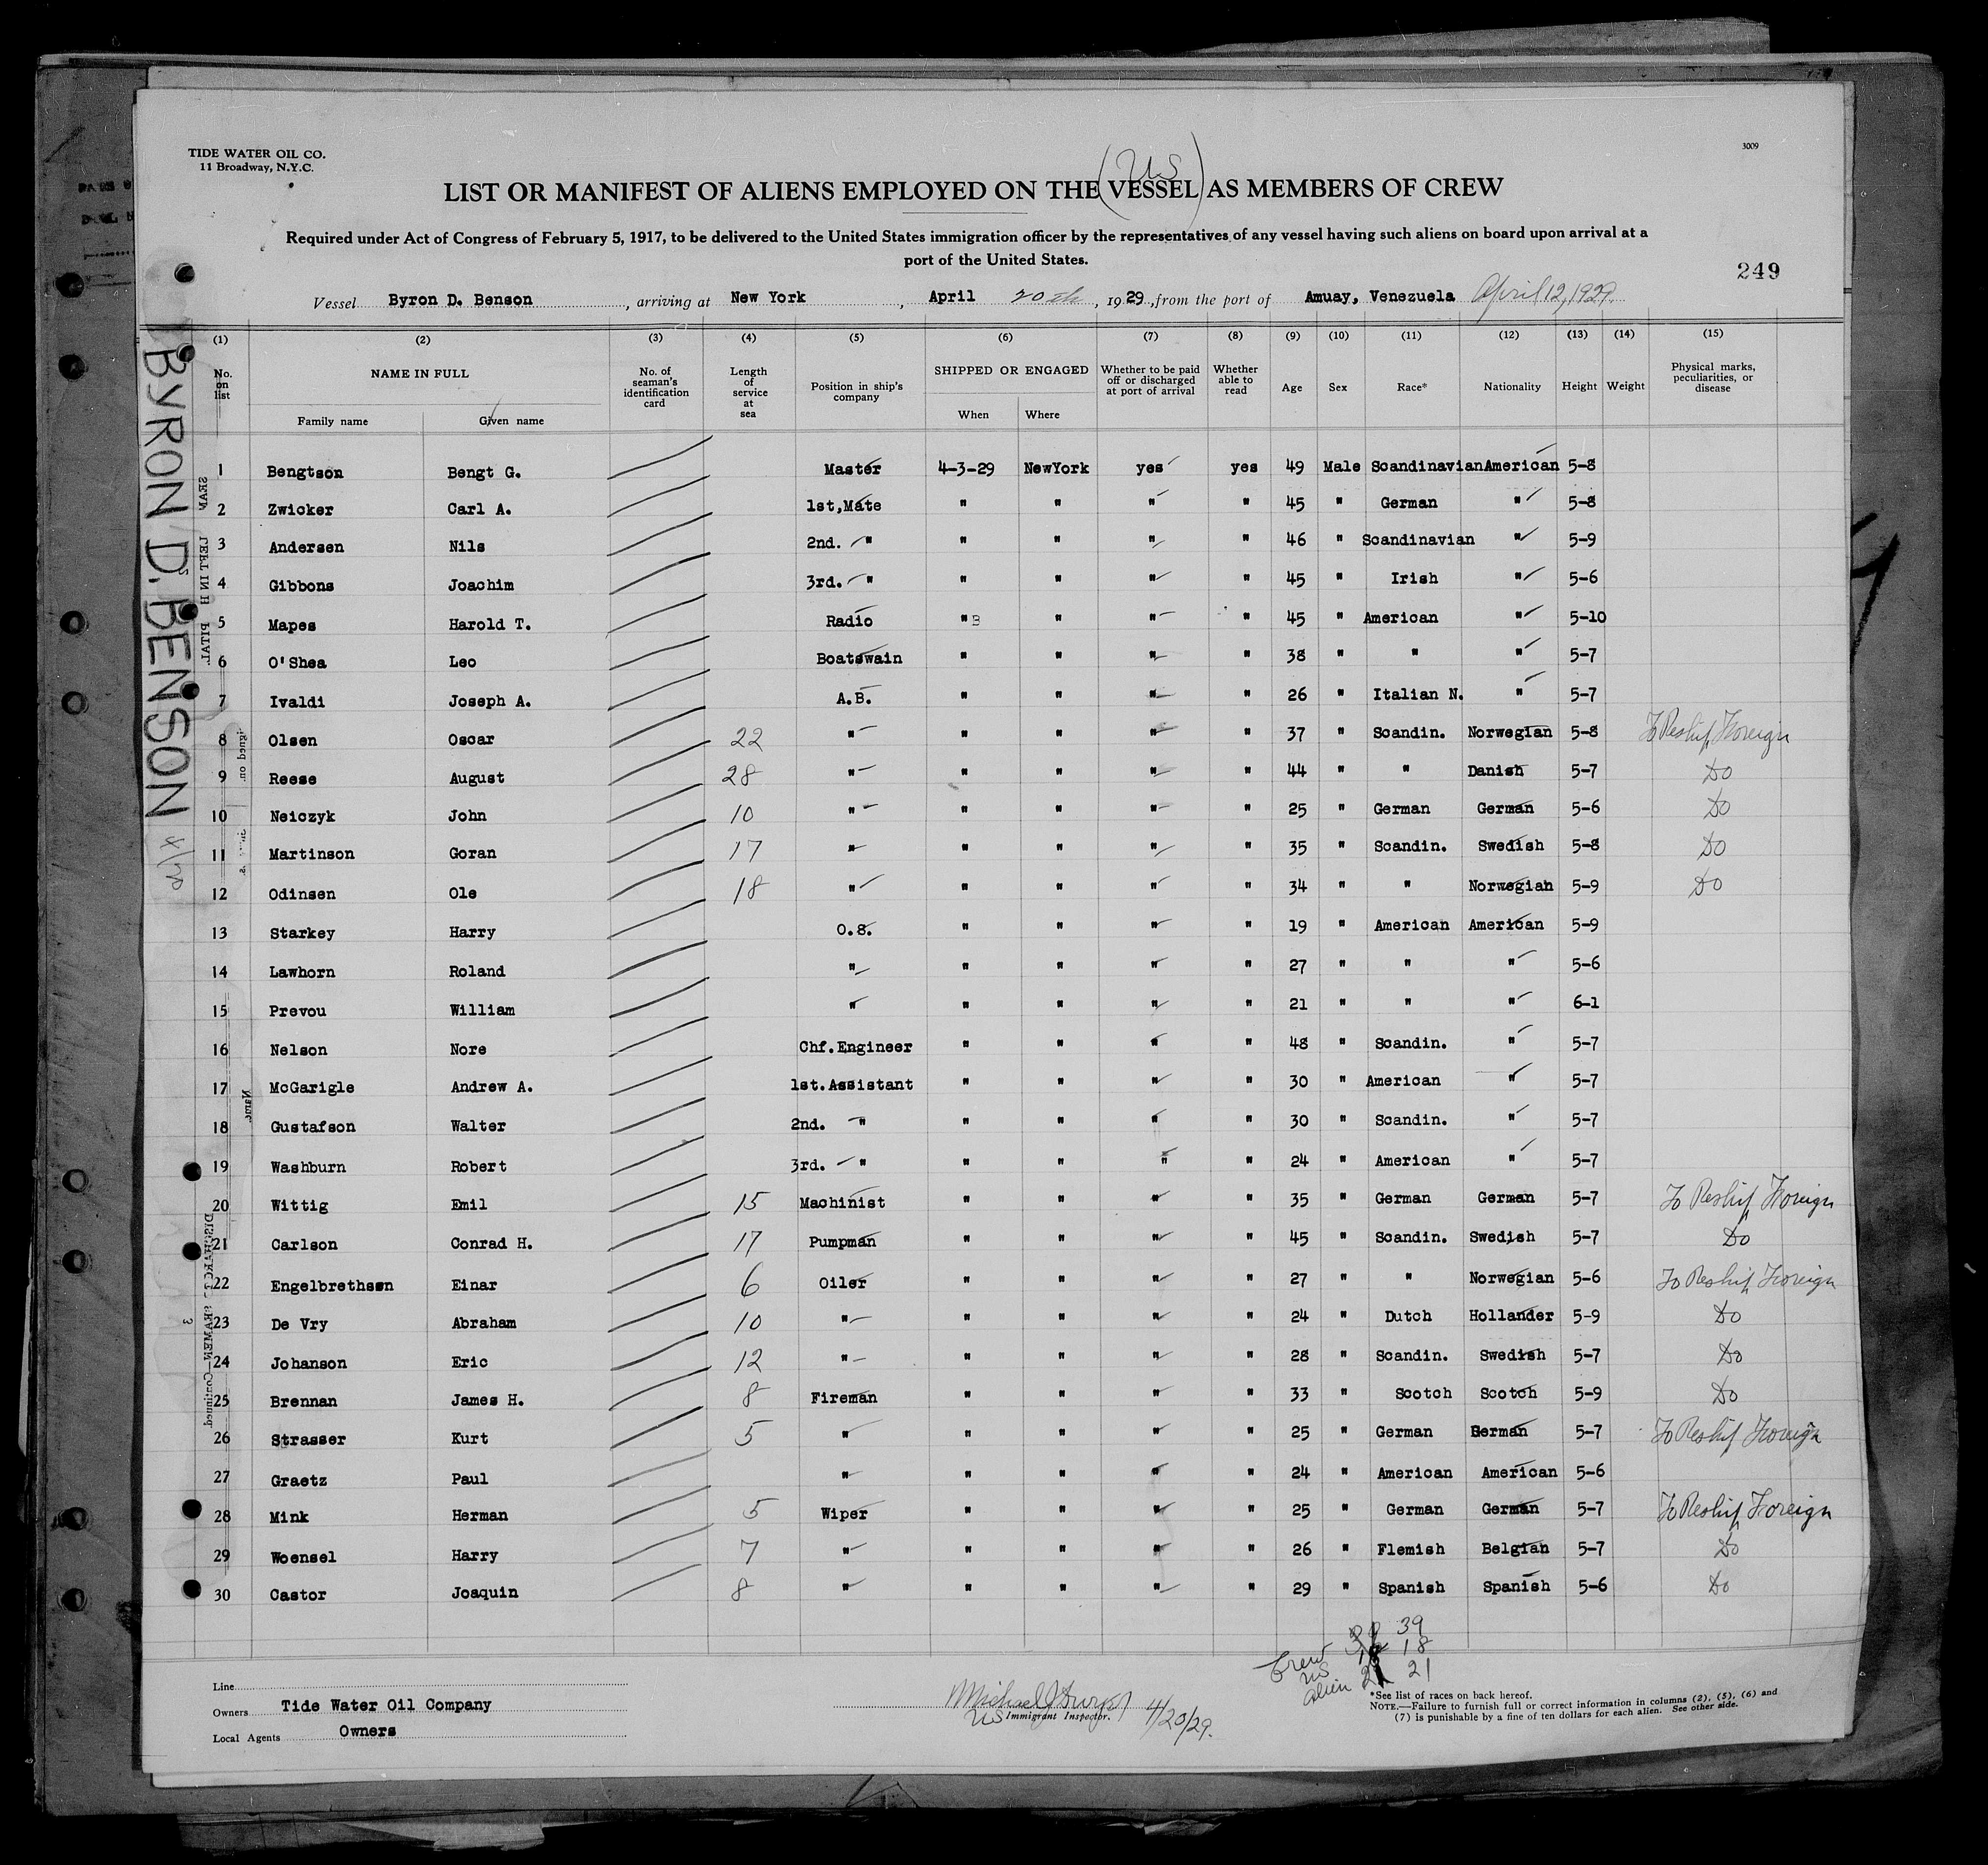 TIDE WATER OIL CO.
11 Broadway, N.Y.C.
3009
(US)
LIST OR MANIFEST OF ALIENS EMPLOYED ON THE VESSEL AS MEMBERS OF CREW
Required under Act of Congress of February 5, 1917, to be delivered to the United States immigration officer by the representatives of any vessel having such aliens on board upon arrival at a
port of the United States.
249
Vessel Byron D. Benson, arriving at New York, April 20th, 1929, from the port of Amuay, Venezuela April 12, 1929.
BYRON D. BENSON
(1) (2) (3) (4) (5) (6) (7) (8) (9) (10) (11) (12) (13) (14) (15)
No. on list NAME IN FULL Family name Given name No. of seaman's identification card Length of service at sea Position in ship's company SHIPPED OR ENGAGED When Where Whether to be paid off or discharged at port of arrival Whether able to read Age Sex Race* Nationality Height Weight Physical marks, peculiarities, or disease
1 Bengtson Bengt G. Master 4-3-29 NewYork yes yes 49 Male Scandinavian American 5-8
2 Zwicker Carl A. 1st,Mate " " " " 45 " German " 5-8
3 Andersen Nils 2nd. " " " " " 46 " Scandinavian " 5-9
4 Gibbons Joachim 3rd. " " " " " 45 " Irish " 5-6
5 Mapes Harold T. Radio " 3 " " " 45 " American " 5-10
6 O'Shea Leo Boatswain " " " " 38 " " " 5-7
7 Ivaldi Joseph A. A.B. " " " " 26 " Italian N. " 5-7
8 Olsen Oscar 22 " " " " " 37 " Scandin. Norwegian 5-8 To Reship Foreign
9 Reese August 28 " " " " " 44 " " Danish 5-7 Do
10 Neiczyk John 10 " " " " " 25 " German German 5-6 Do
11 Martinson Goran 17 " " " " " 35 " Scandin. Swedish 5-8 Do
12 Odinsen Ole 18 " " " " " 34 " " Norwegian 5-9 Do
13 Starkey Harry O.S. " " " " 19 " American American 5-9
14 Lawhorn Roland " " " " " 27 " " " 5-6
15 Prevou William " " " " " 21 " " " 6-1
16 Nelson Nore Chf.Engineer " " " " 48 " Scandin. " 5-7
17 McGarigle Andrew A. 1st.Assistant " " " " 30 " American " 5-7
18 Gustafson Walter 2nd. " " " " " 30 " Scandin. " 5-7
19 Washburn Robert 3rd. " " " " " 24 " American " 5-7
20 Wittig Emil 15 Machinist " " " " 35 " German German 5-7 To Reship Foreign
21 Carlson Conrad H. 17 Pumpman " " " " 45 " Scandin. Swedish 5-7 Do
22 Engelbrethsen Einar 6 Oiler " " " " 27 " " Norwegian 5-6 To Reship Foreign
23 De Vry Abraham 10 " " " " " 24 " Dutch Hollander 5-9 Do
24 Johanson Eric 12 " " " " " 28 " Scandin. Swedish 5-7 Do
25 Brennan James H. 8 Fireman " " " " 33 " Scotch Scotch 5-9 Do
26 Strasser Kurt 5 " " " " " 25 " German German 5-7 To Reship Foreign
27 Graetz Paul " " " " " 24 " American American 5-6
28 Mink Herman 5 Wiper " " " " 25 " German German 5-7 To Reship Foreign
29 Woensel Harry 7 " " " " " 26 " Flemish Belgian 5-7 Do
30 Castor Joaquin 8 " " " " " 29 " Spanish Spanish 5-6 Do
Crew 39
US 18
alien 21
Line
Owners Tide Water Oil Company
Local Agents Owners
Michael
US Immigrant Inspector. 4/20/29.
*See list of races on back hereof.
NOTE.—Failure to furnish full or correct information in columns (2), (5), (6) and
(7) is punishable by a fine of ten dollars for each alien. See other side.